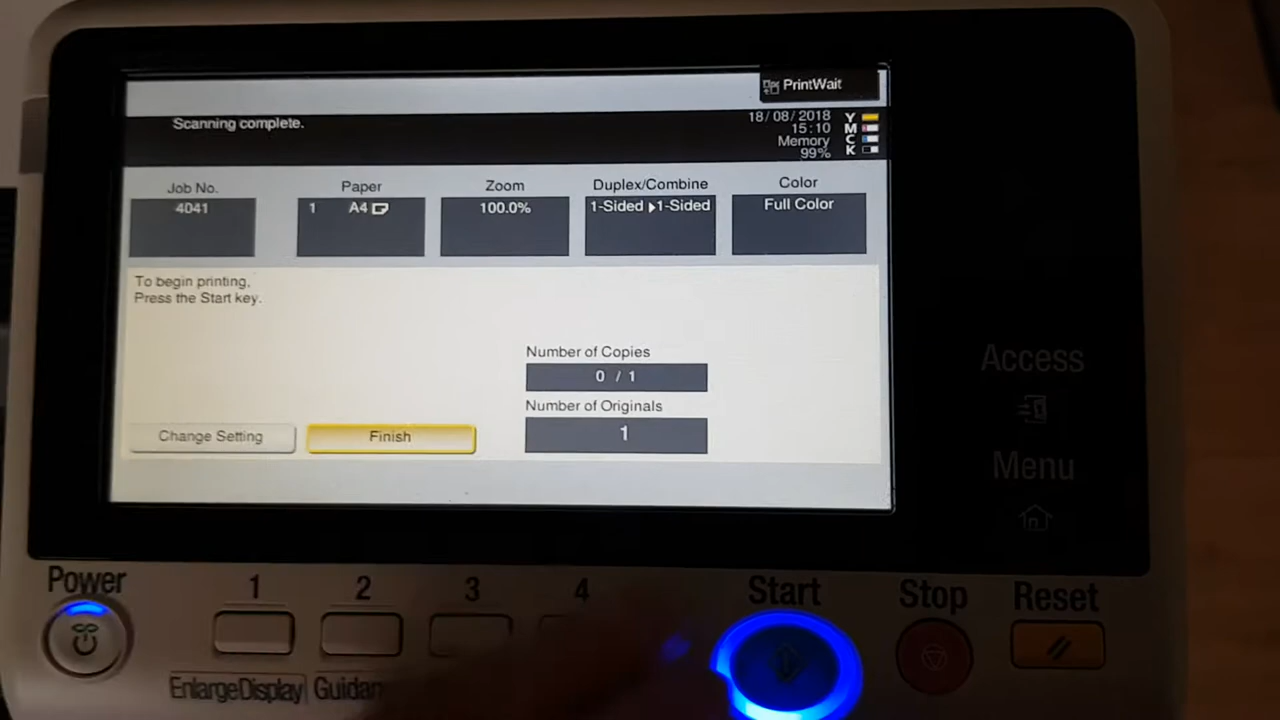 PrintWait
Scanning complete.
18/08/2018
15:10
Memory
99%
Y
M
C
K
Job No.
4041
Paper
1 A4
Zoom
100.0%
Duplex/Combine
1-Sided ▶1-Sided
Color
Full Color
To begin printing,
Press the Start key.
Number of Copies
0 / 1
Number of Originals
1
Change Setting
Finish
Access
Menu
Power
1
2
3
4
Start
Stop
Reset
EnlargeDisplay